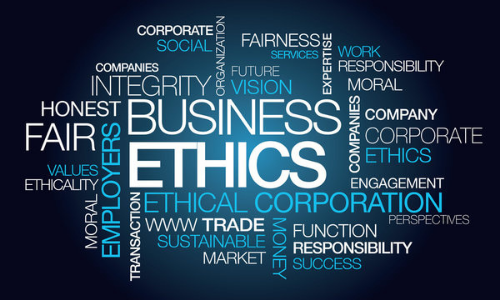 CORPORATE
SOCIAL
ORGANIZATION
FAIRNESS
SERVICES
EXPERTISE
WORK
RESPONSIBILITY
MORAL
COMPANIES
INTEGRITY
FUTURE
VISION
HONEST
BUSINESS
COMPANIES
COMPANY
FAIR
EMPLOYERS
ETHICS
CORPORATE
ETHICS
VALUES
ETHICALITY
MORAL
ENGAGEMENT
ETHICAL CORPORATION
PERSPECTIVES
TRANSACTION
WWW TRADE
SUSTAINABLE
MARKET
MONEY
FUNCTION
RESPONSIBILITY
SUCCESS